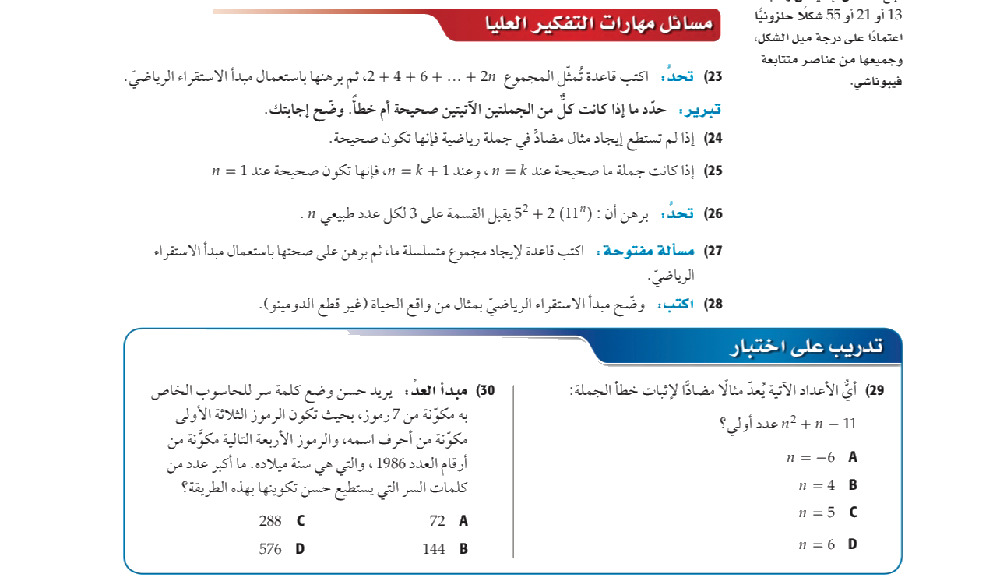 13 أو 21 أو 55 شكلًا حلزونيًّا
اعتمادًا على درجة ميل الشكل،
وجميعها من عناصر متتابعة
فيبوناشي.
مسائل مهارات التفكير العليا
23) تحدٍّ: اكتب قاعدة تُمثّل المجموع 2 + 4 + 6 + … + 2n، ثم برهنها باستعمال مبدأ الاستقراء الرياضيّ.
تبرير: حدّد ما إذا كانت كلٌّ من الجملتين الآتيتين صحيحة أم خطأً. وضّح إجابتك.
24) إذا لم تستطع إيجاد مثال مضادٍّ في جملة رياضية فإنها تكون صحيحة.
25) إذا كانت جملة ما صحيحة عند n = k ، وعند n = k + 1، فإنها تكون صحيحة عند n = 1
26) تحدٍّ: برهن أن : 5² + 2 (11ⁿ) يقبل القسمة على 3 لكل عدد طبيعي n .
27) مسألة مفتوحة: اكتب قاعدة لإيجاد مجموع متسلسلة ما، ثم برهن على صحتها باستعمال مبدأ الاستقراء
الرياضيّ.
28) اكتب: وضّح مبدأ الاستقراء الرياضيّ بمثال من واقع الحياة (غير قطع الدومينو).
تدريب على اختبار
29) أيُّ الأعداد الآتية يُعدّ مثالًا مضادًّا لإثبات خطأ الجملة:
n² + n − 11 عدد أولي؟
A n = −6
B n = 4
C n = 5
D n = 6
30) مبدأ العدّ: يريد حسن وضع كلمة سر للحاسوب الخاص
به مكوّنة من 7 رموز، بحيث تكون الرموز الثلاثة الأولى
مكوّنة من أحرف اسمه، والرموز الأربعة التالية مكوَّنة من
أرقام العدد 1986 ، والتي هي سنة ميلاده. ما أكبر عدد من
كلمات السر التي يستطيع حسن تكوينها بهذه الطريقة؟
A 72 C 288
B 144 D 576